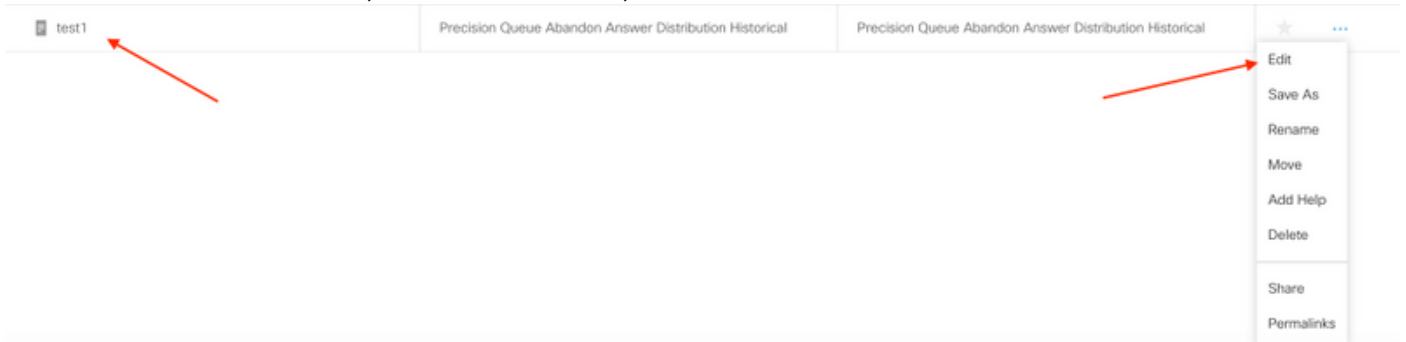 test1 Precision Queue Abandon Answer Distribution Historical Precision Queue Abandon Answer Distribution Historical
Edit
Save As
Rename
Move
Add Help
Delete
Share
Permalinks